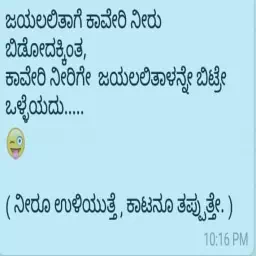 ಜಯಲಲಿತಾಗೆ ಕಾವೇರಿ ನೀರು
ಬಿಡೋದಕ್ಕಿಂತ,
ಕಾವೇರಿ ನೀರಿಗೇ ಜಯಲಲಿತಾಳನ್ನೇ ಬಿಟ್ರೇ
ಒಳ್ಳೆಯದು.....
( ನೀರೂ ಉಳಿಯುತ್ತೆ , ಕಾಟನೂ ತಪ್ಪುತ್ತೇ. )
10:16 PM